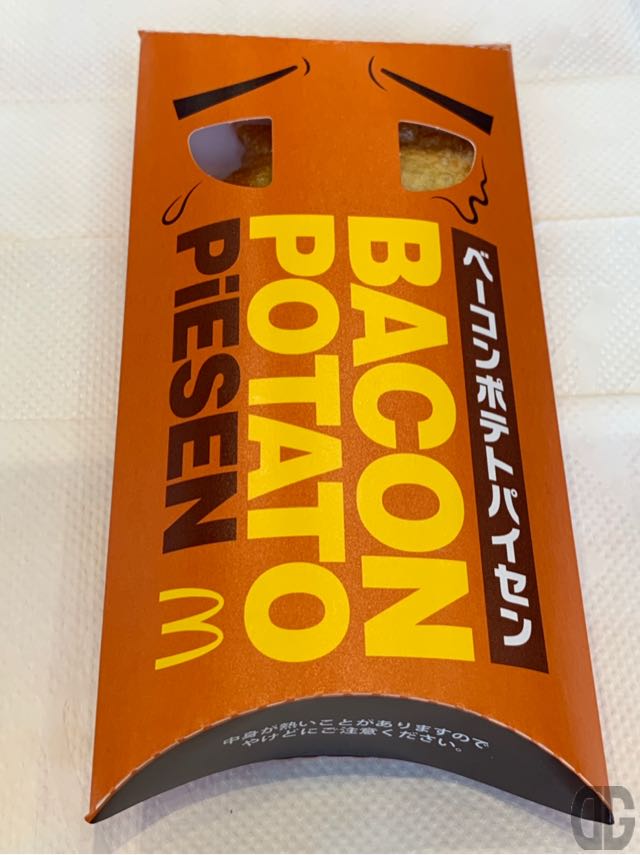 ベーコンポテトパイセン
BACON
POTATO
PiESEN
中身が熱いことがありますので
やけどにご注意ください。
DG